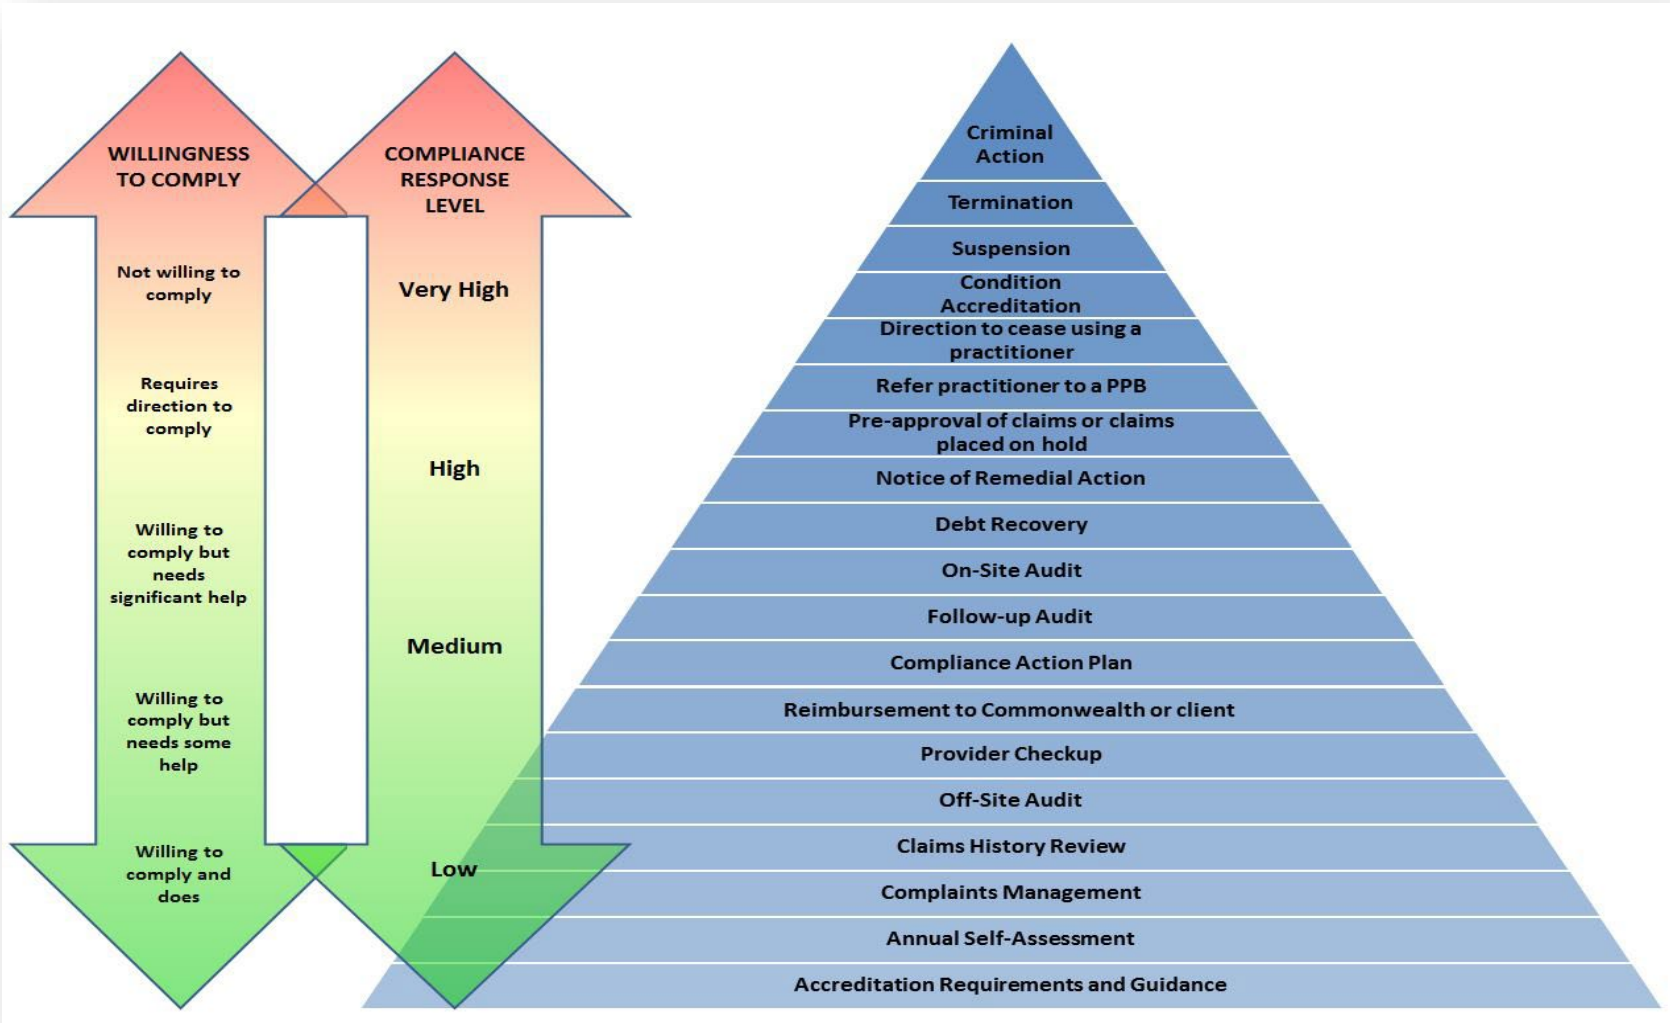 WILLINGNESS
TO COMPLY
Not willing to
comply
Requires
direction to
comply
Willing to
comply but
needs
significant help
Willing to
comply but
needs some
help
Willing to
comply and
does
COMPLIANCE
RESPONSE
LEVEL
Very High
High
Medium
Low
Criminal
Action
Termination
Suspension
Condition
Accreditation
Direction to cease using a
practitioner
Refer practitioner to a PPB
Pre-approval of claims or claims
placed on hold
Notice of Remedial Action
Debt Recovery
On-Site Audit
Follow-up Audit
Compliance Action Plan
Reimbursement to Commonwealth or client
Provider Checkup
Off-Site Audit
Claims History Review
Complaints Management
Annual Self-Assessment
Accreditation Requirements and Guidance